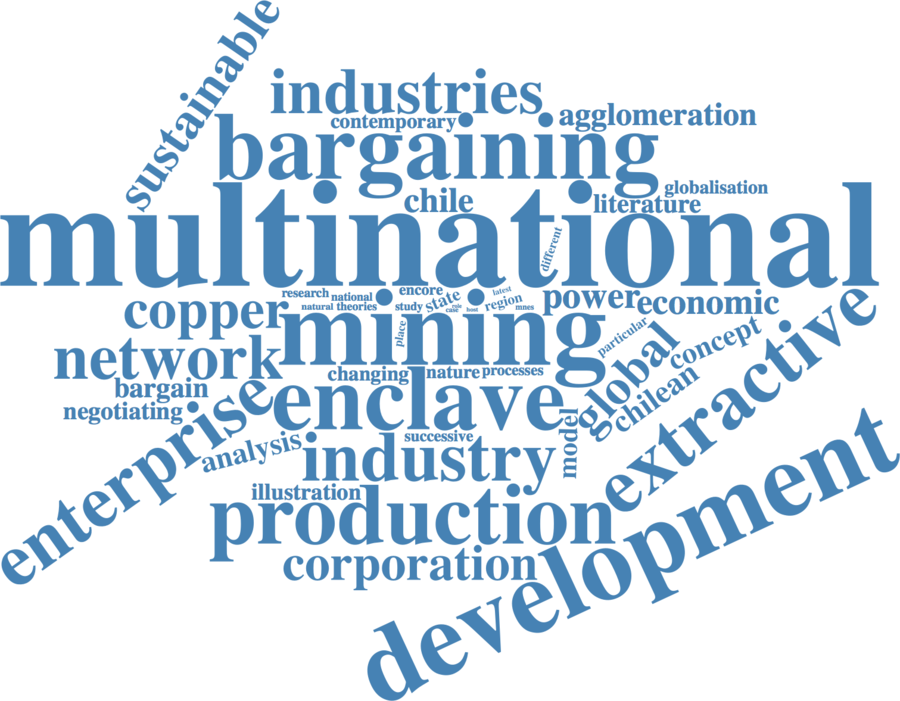 sustainable
industries
contemporary
agglomeration
bargaining
globalisation
chile
literature
multinational
different
research national encore latest
natural theories study state rule region
case host mnes
copper
power economic
mining
place
particular
network
global
concept
extractive
changing nature processes
bargain
chilean
negotiating
enclave
enterprise
analysis
successive
model
industry
illustration
production
corporation
development